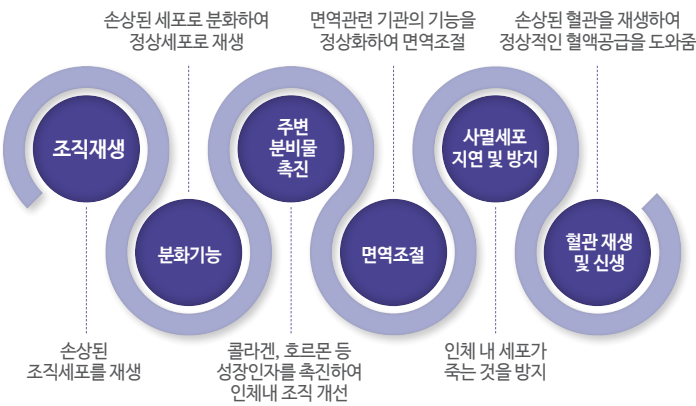 손상된 세포로 분화하여
정상세포로 재생
면역관련 기관의 기능을
정상화하여 면역조절
손상된 혈관을 재생하여
정상적인 혈액공급을 도와줌
조직재생
주변
분비물
촉진
사멸세포
지연 및 방지
분화기능
면역조절
혈관 재생
및 신생
손상된
조직세포를 재생
콜라겐, 호르몬 등
성장인자를 촉진하여
인체내 조직 개선
인체 내 세포가
죽는 것을 방지